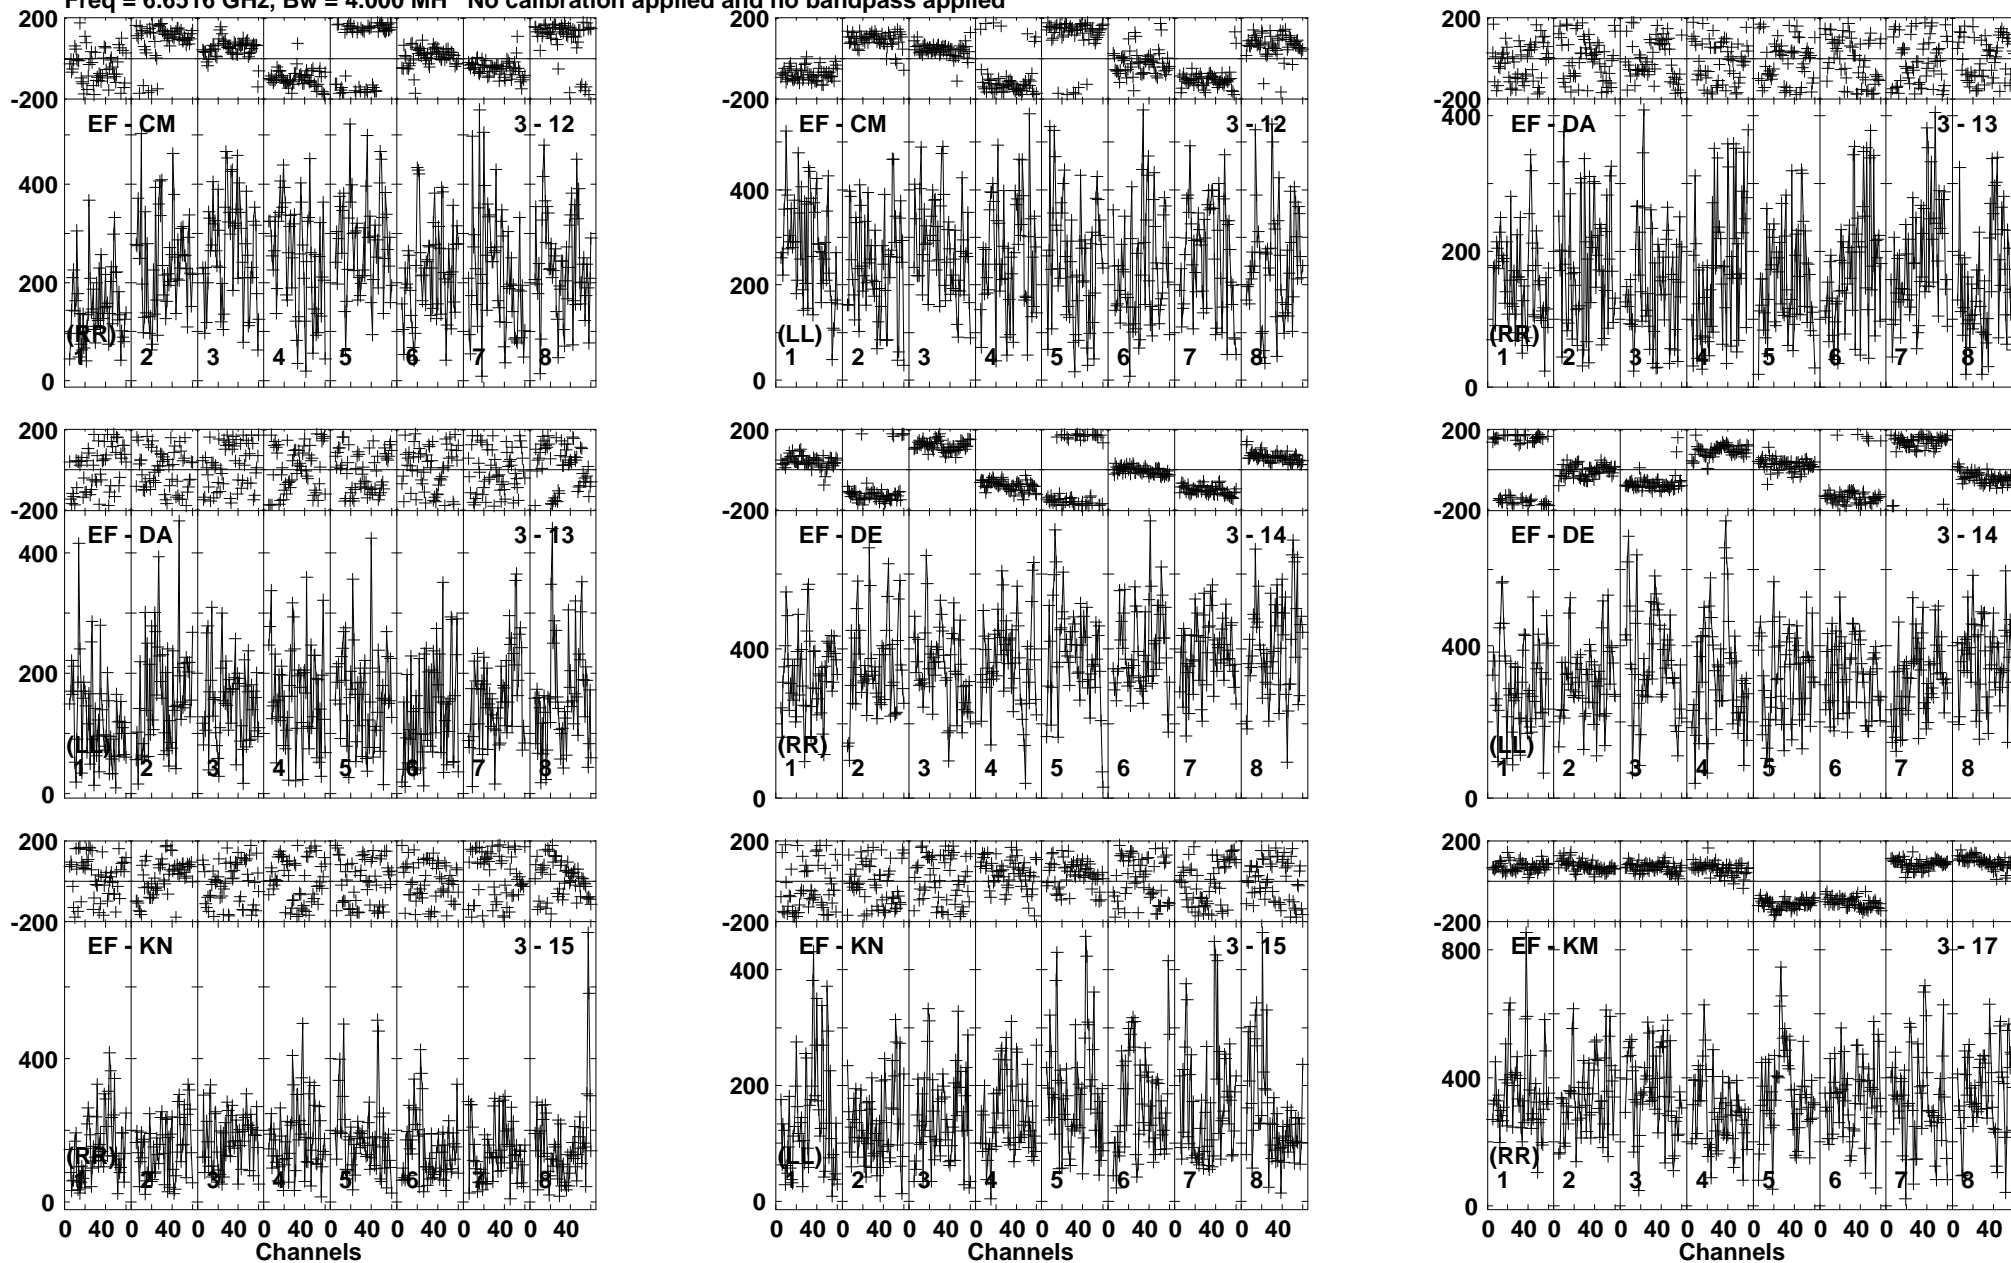 Freq = 6.6516 GHz, Bw = 4.000 MH No calibration applied and no bandpass applied
200
-200
EF - CM 3 - 12
400
200
0
(RR)
1 2 3 4 5 6 7 8
200
-200
EF - CM 3 - 12
400
200
0
(LL)
1 2 3 4 5 6 7 8
200
-200
EF - DA 3 - 13
400
200
0
(RR)
1 2 3 4 5 6 7 8
200
-200
EF - DA 3 - 13
400
200
0
(LL)
1 2 3 4 5 6 7 8
200
-200
EF - DE 3 - 14
400
0
(RR)
1 2 3 4 5 6 7 8
200
-200
EF - DE 3 - 14
400
0
(LL)
1 2 3 4 5 6 7 8
200
-200
EF - KN 3 - 15
400
0
(RR)
1 2 3 4 5 6 7 8
0 40 0 40 0 40 0 40 0 40 0 40 0 40 0 40
Channels
200
-200
EF - KN 3 - 15
400
200
0
(LL)
1 2 3 4 5 6 7 8
0 40 0 40 0 40 0 40 0 40 0 40 0 40 0 40
Channels
200
-200
EF - KM 3 - 17
800
400
0
(RR)
1 2 3 4 5 6 7 8
0 40 0 40 0 40 0 40 0 40 0 40 0 40 0 40
Channels